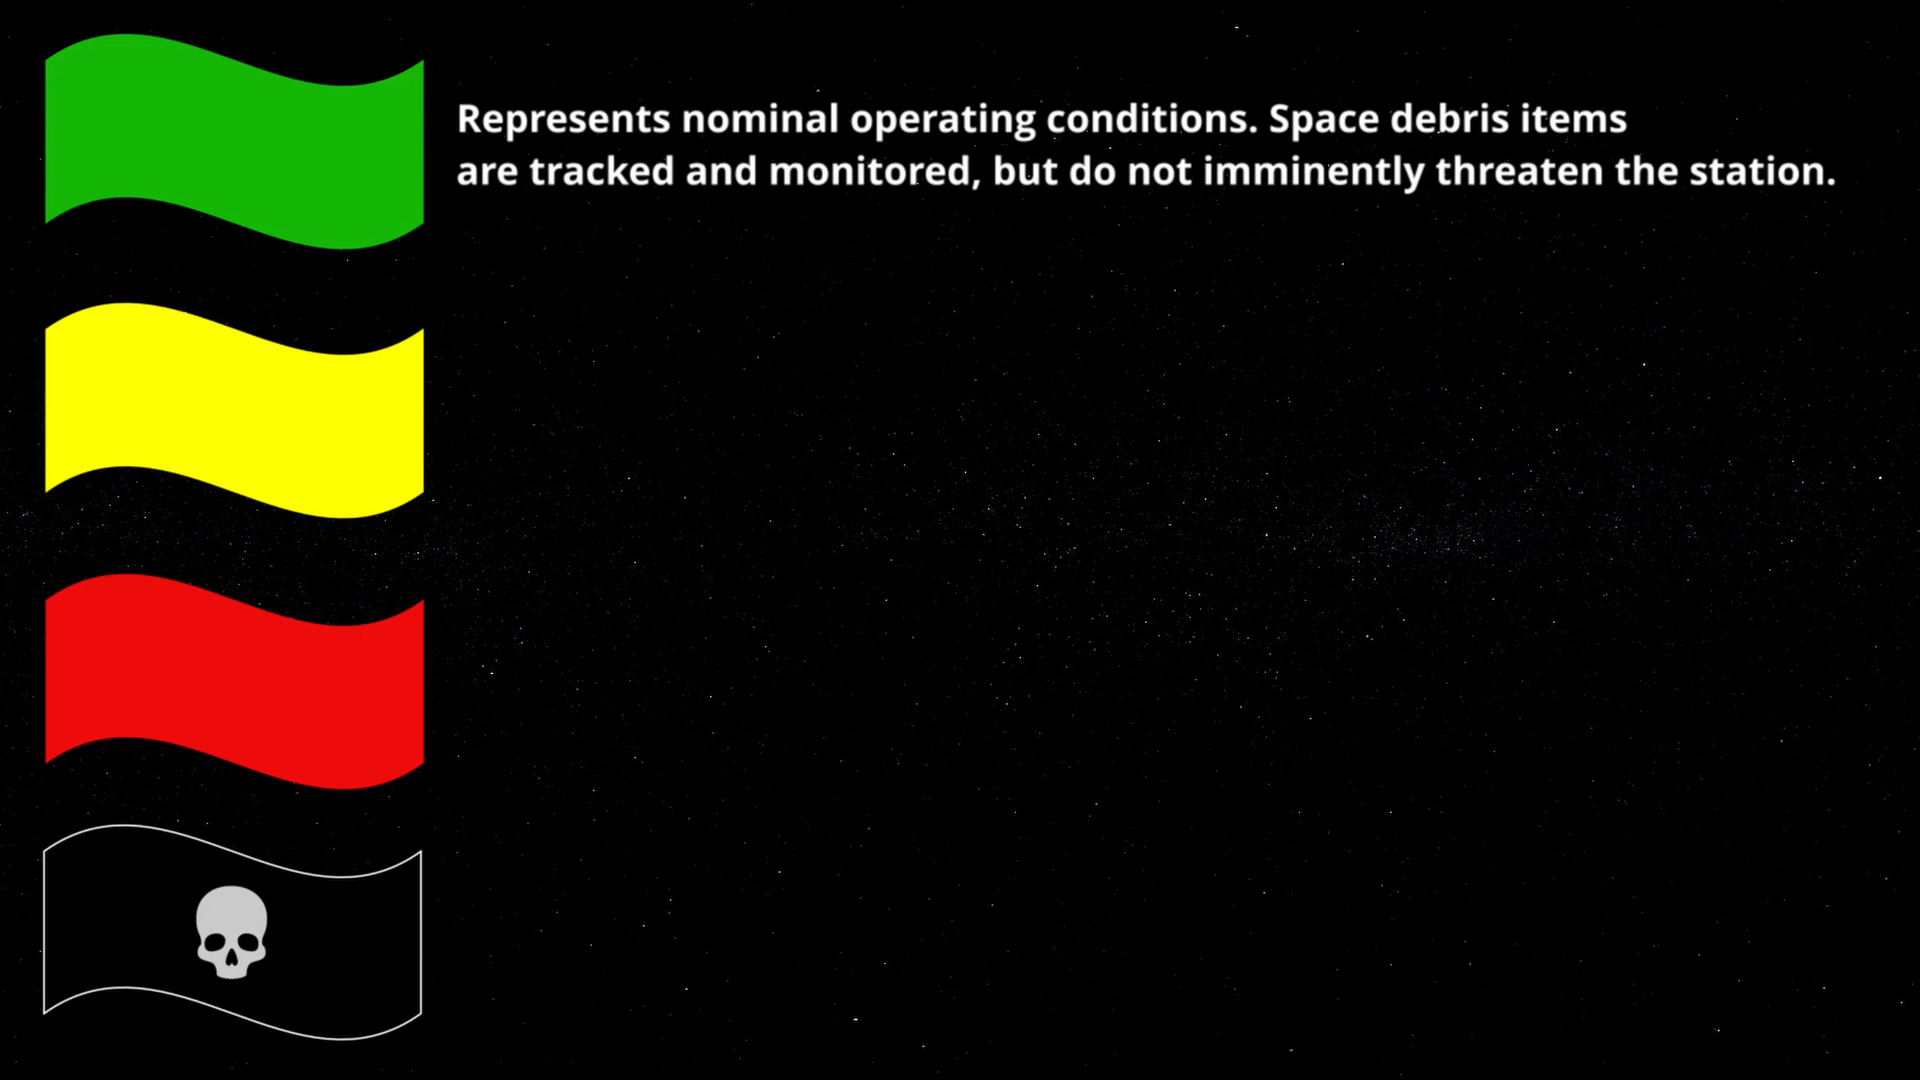 Represents nominal operating conditions. Space debris items
are tracked and monitored, but do not imminently threaten the station.